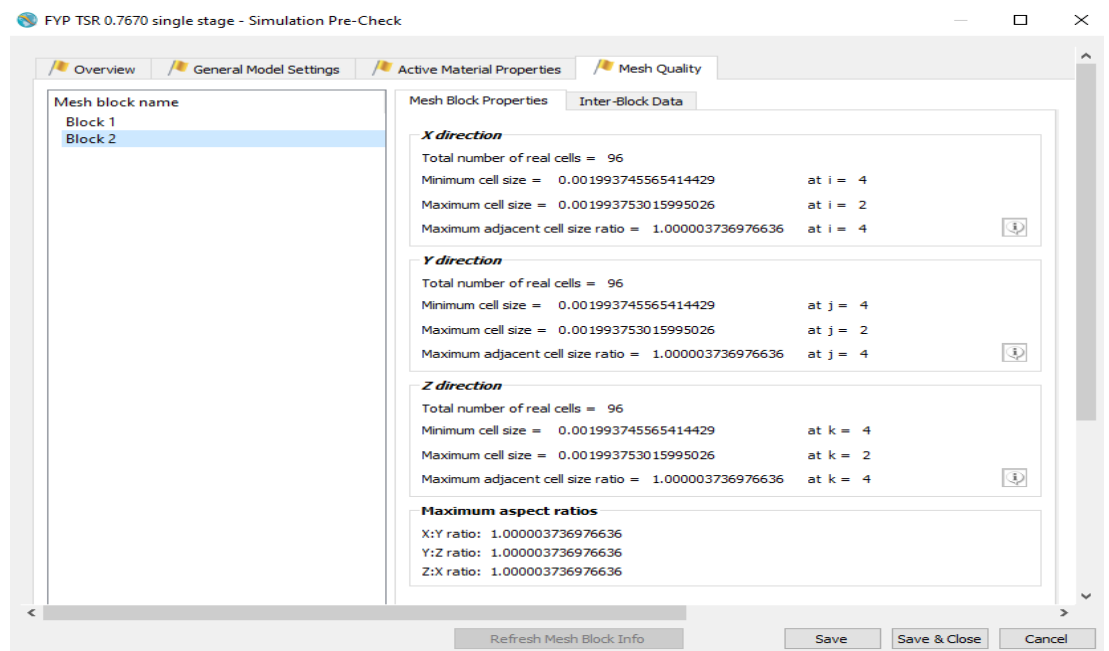 FYP TSR 0.7670 single stage - Simulation Pre-Check
Overview General Model Settings Active Material Properties Mesh Quality
Mesh block name
Block 1
Block 2
Mesh Block Properties Inter-Block Data
X direction
Total number of real cells = 96
Minimum cell size = 0.001993745565414429 at i = 4
Maximum cell size = 0.001993753015995026 at i = 2
Maximum adjacent cell size ratio = 1.000003736976636 at i = 4
Y direction
Total number of real cells = 96
Minimum cell size = 0.001993745565414429 at j = 4
Maximum cell size = 0.001993753015995026 at j = 2
Maximum adjacent cell size ratio = 1.000003736976636 at j = 4
Z direction
Total number of real cells = 96
Minimum cell size = 0.001993745565414429 at k = 4
Maximum cell size = 0.001993753015995026 at k = 2
Maximum adjacent cell size ratio = 1.000003736976636 at k = 4
Maximum aspect ratios
X:Y ratio: 1.000003736976636
Y:Z ratio: 1.000003736976636
Z:X ratio: 1.000003736976636
Refresh Mesh Block Info Save Save & Close Cancel